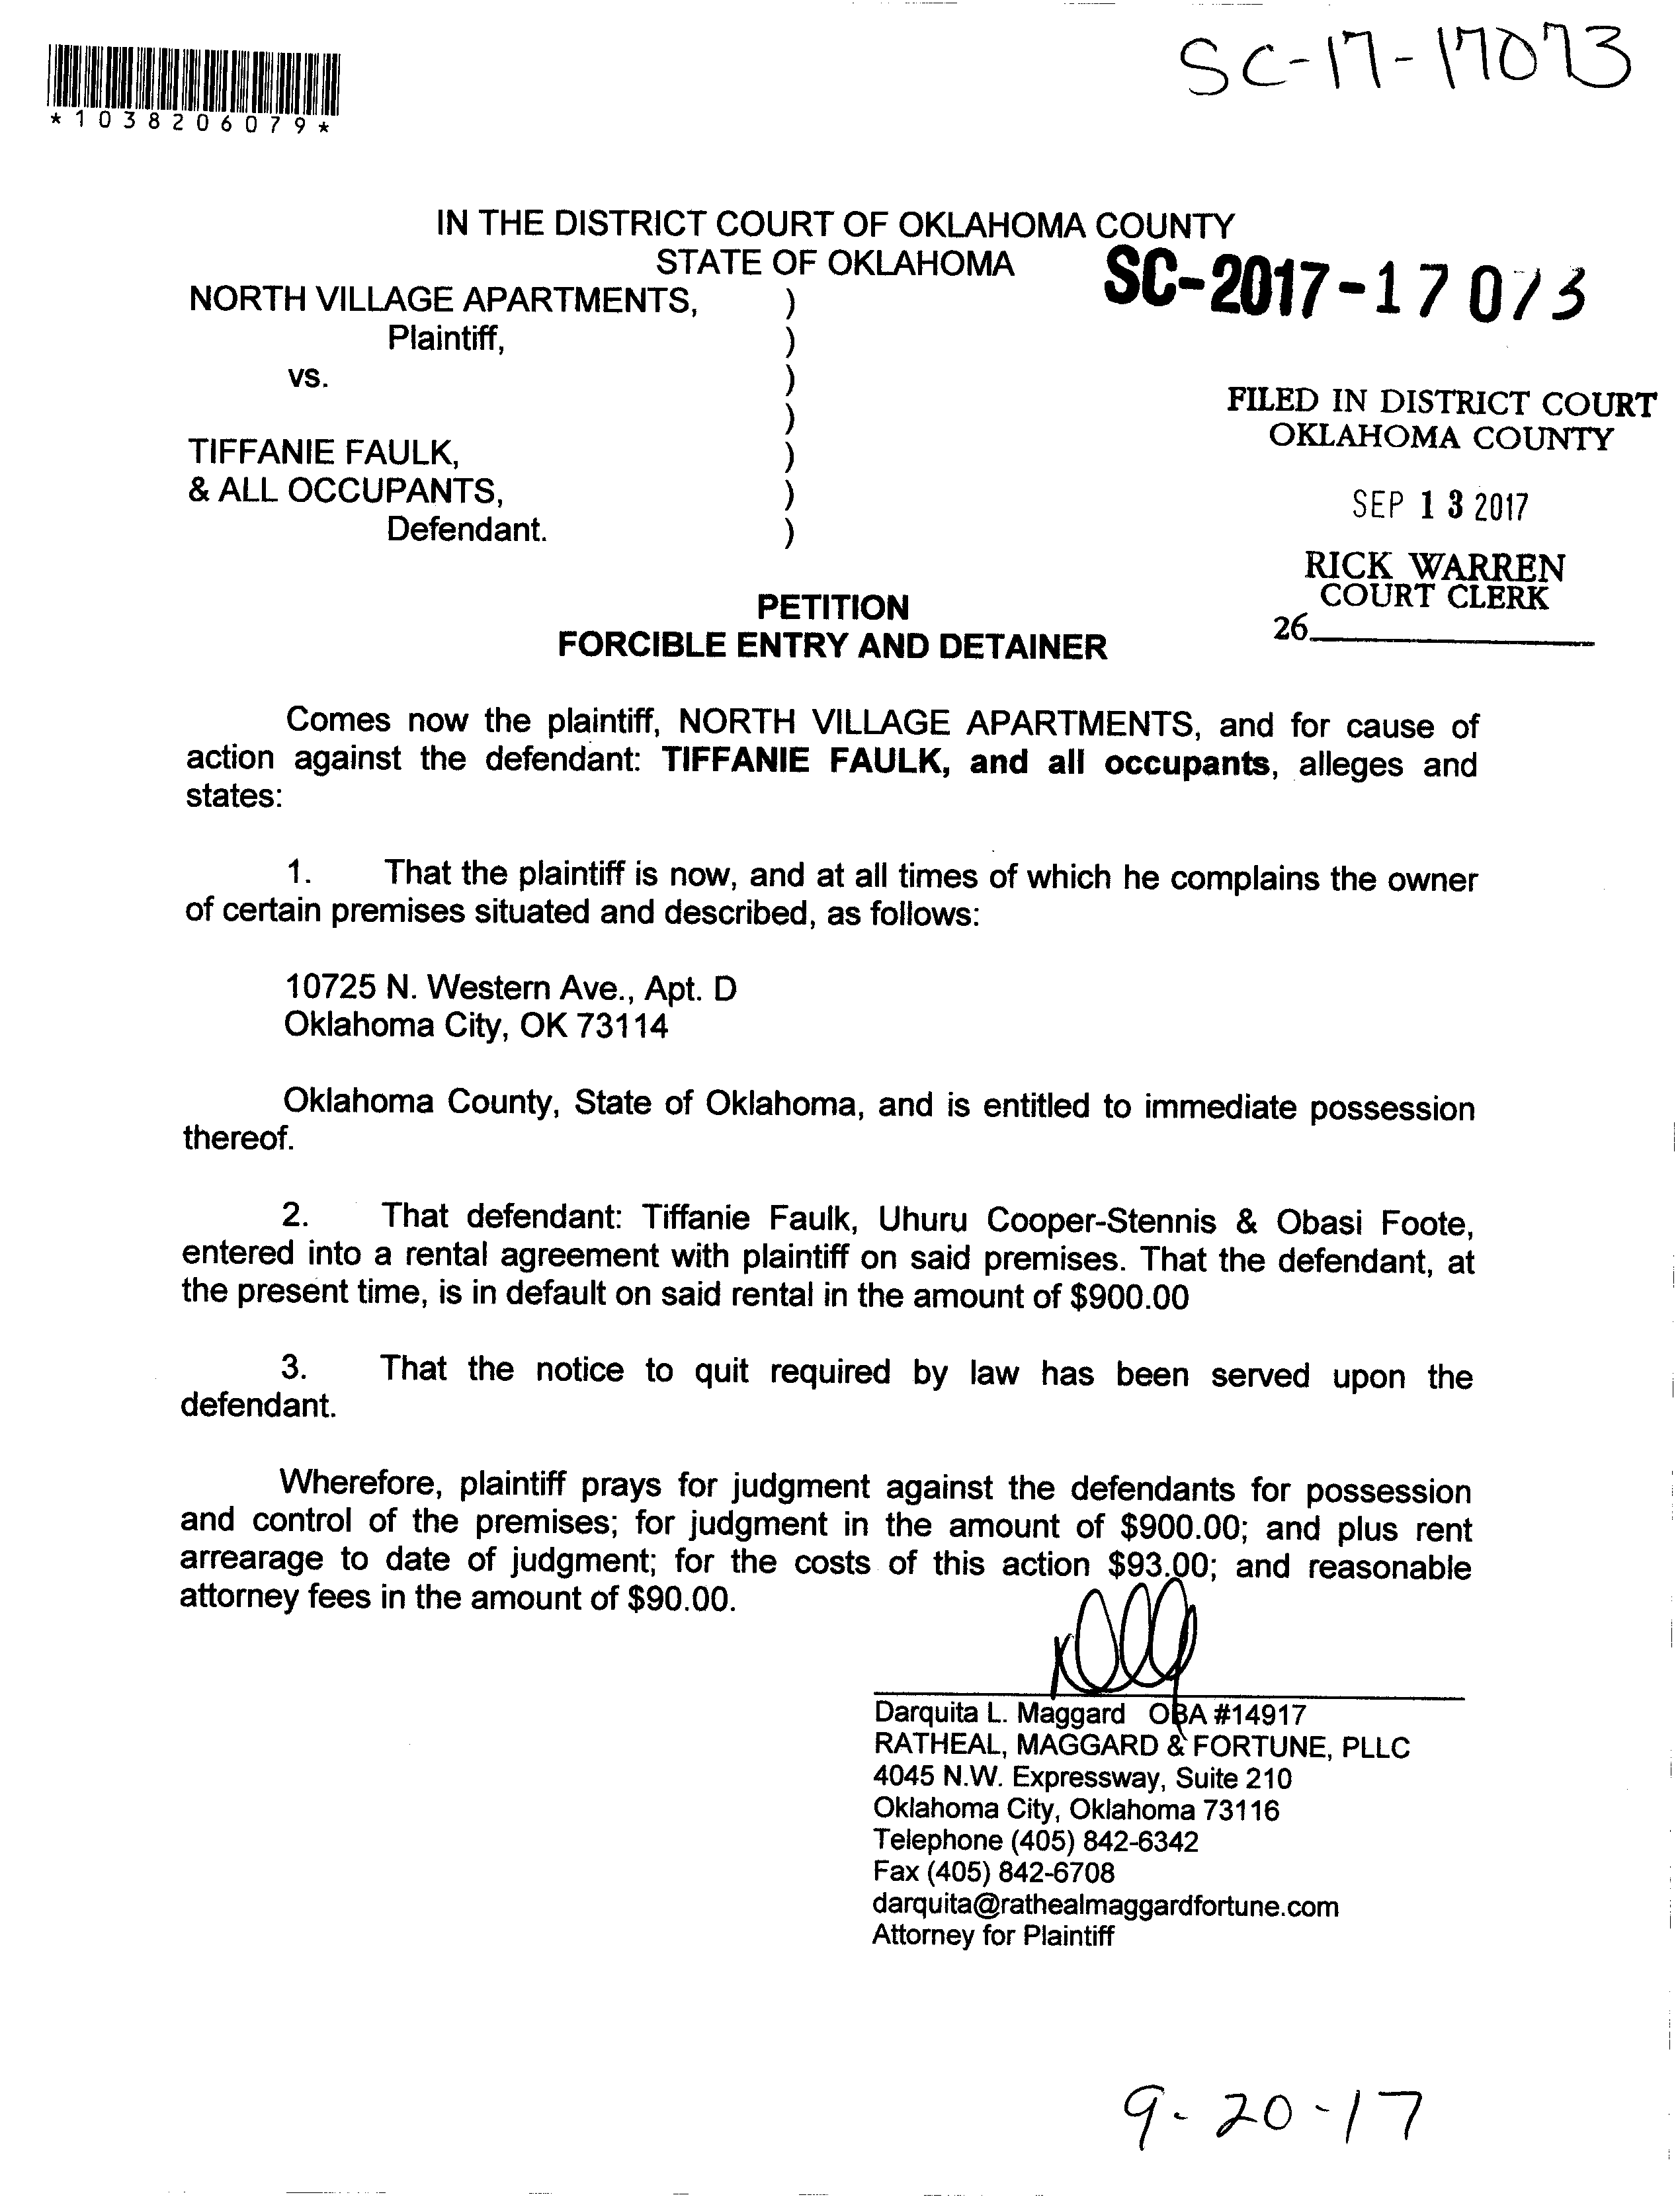 SC-17-17073
*1038206079*
IN THE DISTRICT COURT OF OKLAHOMA COUNTY
STATE OF OKLAHOMA
SC-2017-17073
NORTH VILLAGE APARTMENTS, )
Plaintiff, )
vs. )
)
TIFFANIE FAULK, )
& ALL OCCUPANTS, )
Defendant. )
FILED IN DISTRICT COURT
OKLAHOMA COUNTY
SEP 13 2017
RICK WARREN
COURT CLERK
26
PETITION
FORCIBLE ENTRY AND DETAINER
Comes now the plaintiff, NORTH VILLAGE APARTMENTS, and for cause of
action against the defendant: TIFFANIE FAULK, and all occupants, alleges and
states:
1. That the plaintiff is now, and at all times of which he complains the owner
of certain premises situated and described, as follows:
10725 N. Western Ave., Apt. D
Oklahoma City, OK 73114
Oklahoma County, State of Oklahoma, and is entitled to immediate possession
thereof.
2. That defendant: Tiffanie Faulk, Uhuru Cooper-Stennis & Obasi Foote,
entered into a rental agreement with plaintiff on said premises. That the defendant, at
the present time, is in default on said rental in the amount of $900.00
3. That the notice to quit required by law has been served upon the
defendant.
Wherefore, plaintiff prays for judgment against the defendants for possession
and control of the premises; for judgment in the amount of $900.00; and plus rent
arrearage to date of judgment; for the costs of this action $93.00; and reasonable
attorney fees in the amount of $90.00.
Darquita L. Maggard OBA #14917
RATHEAL, MAGGARD & FORTUNE, PLLC
4045 N.W. Expressway, Suite 210
Oklahoma City, Oklahoma 73116
Telephone (405) 842-6342
Fax (405) 842-6708
darquita@rathealmaggardfortune.com
Attorney for Plaintiff
9-20-17